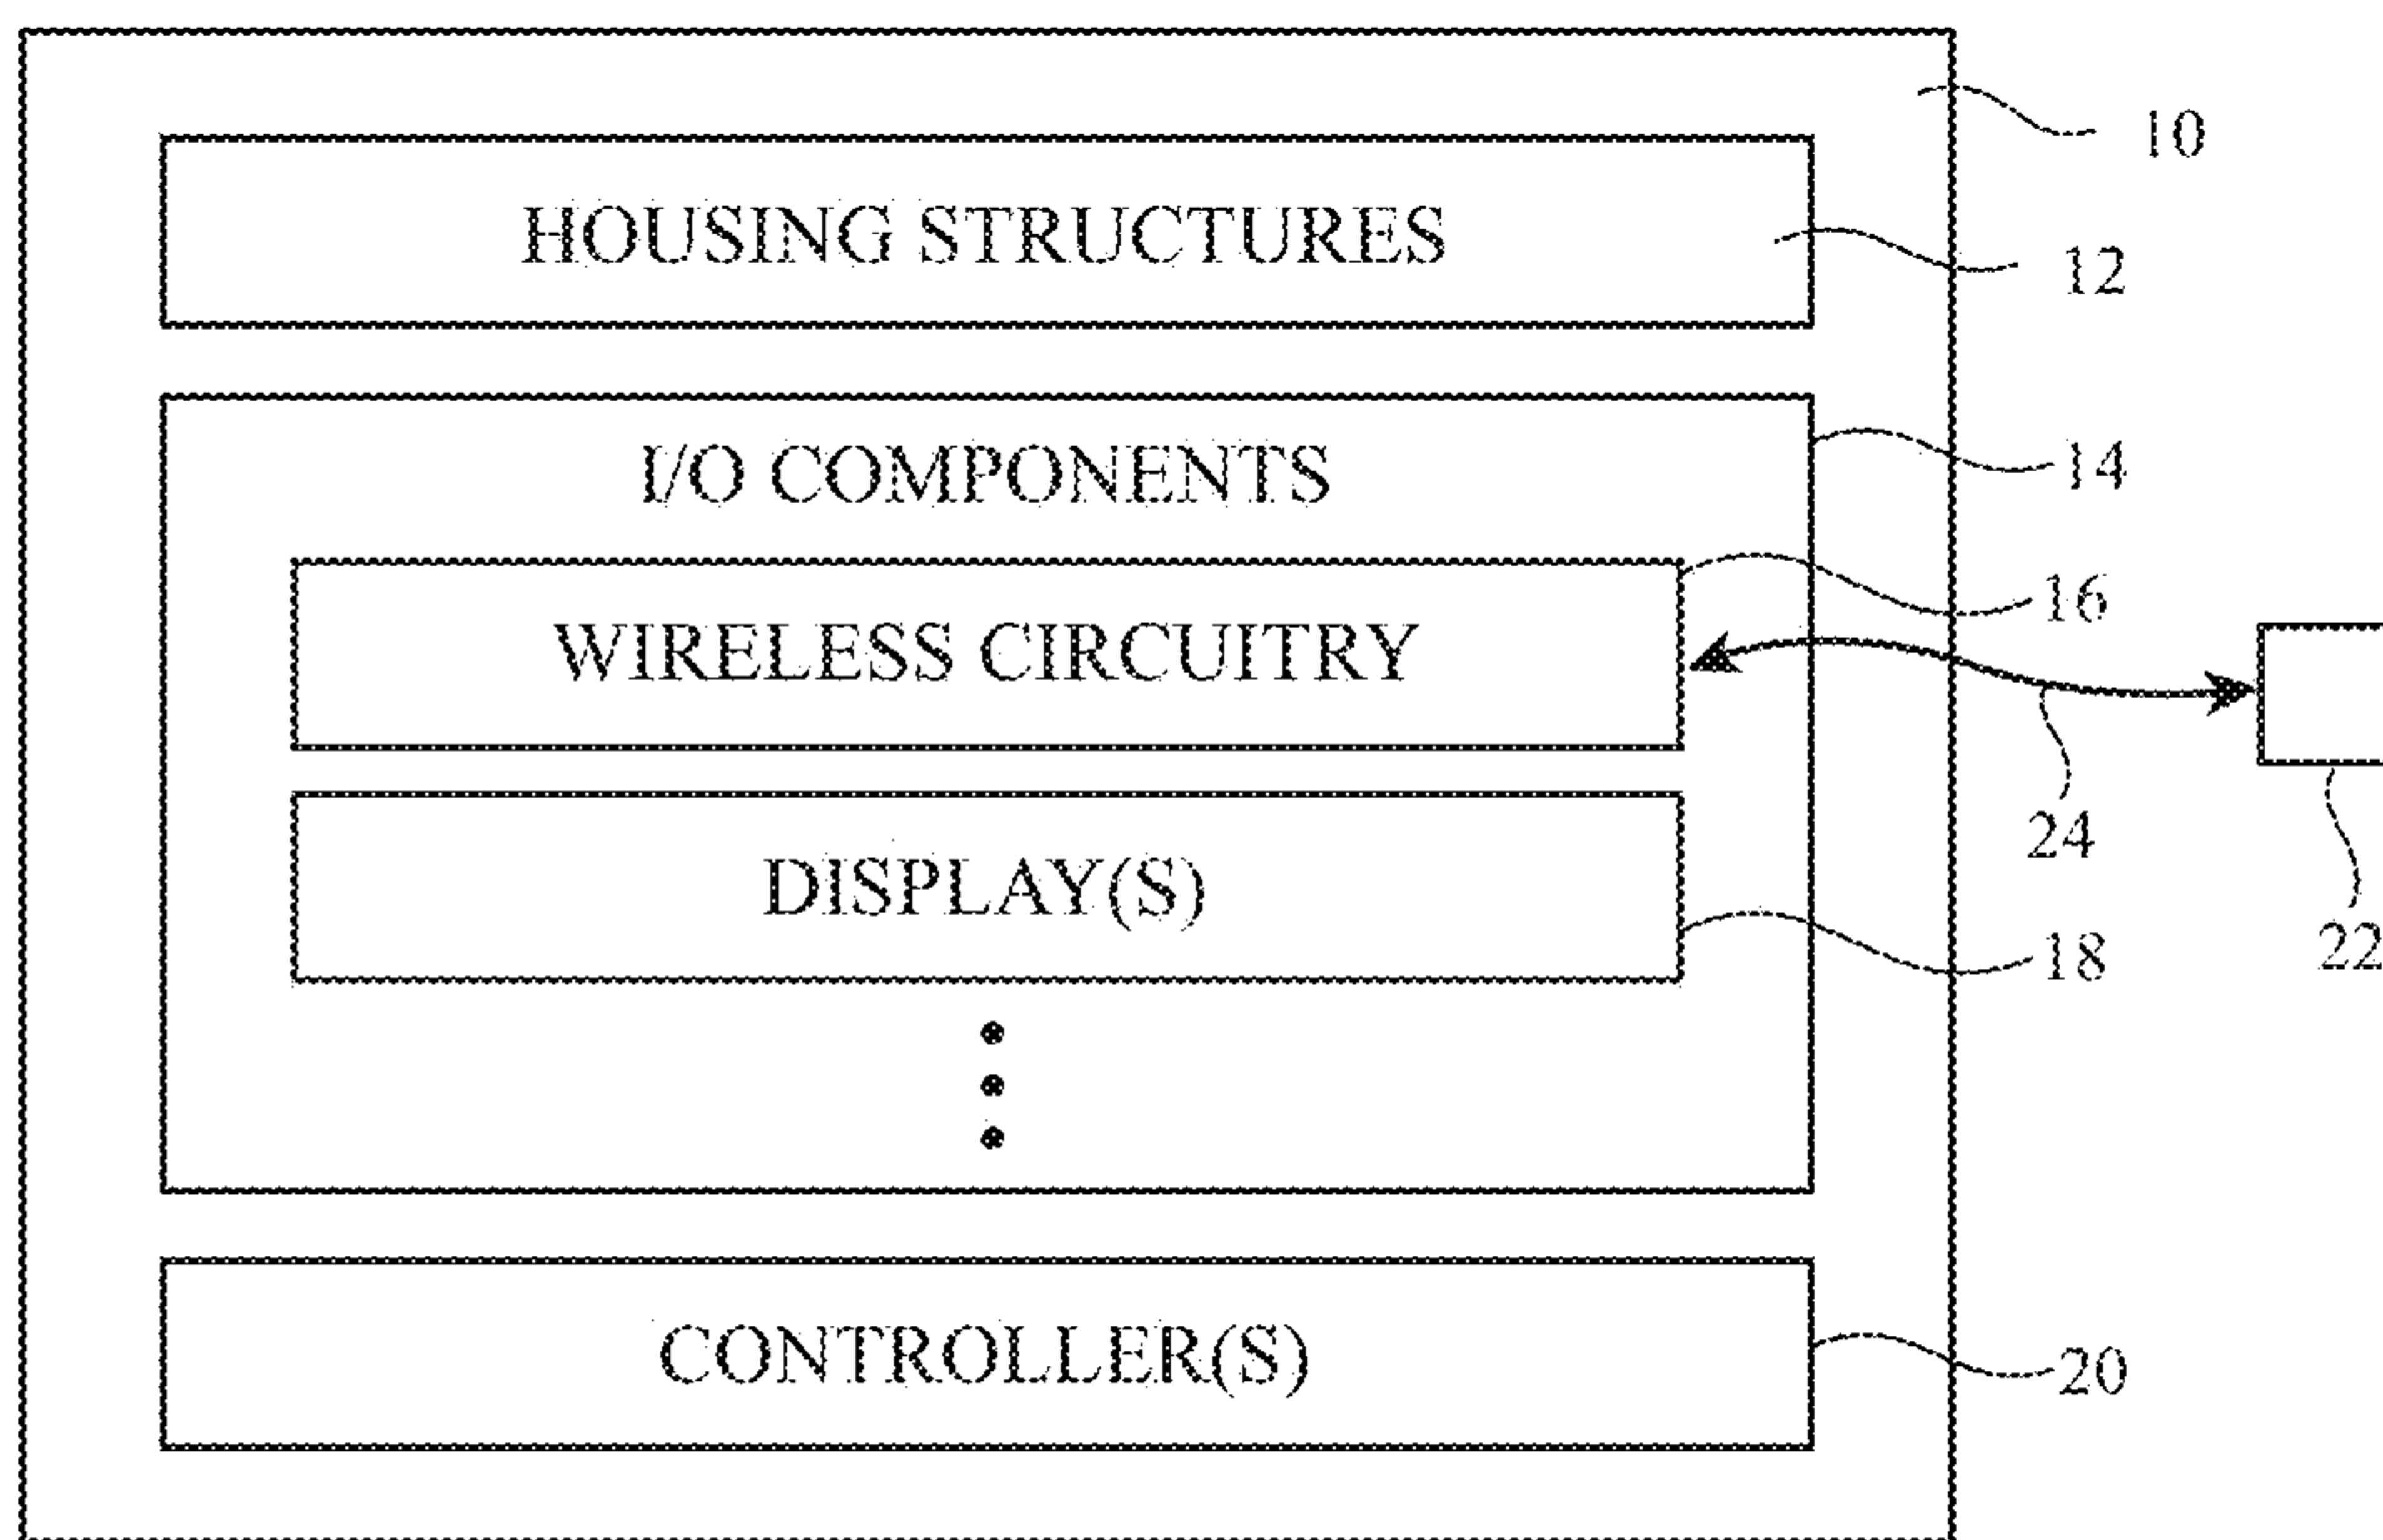 10
HOUSING STRUCTURES
12
I/O COMPONENTS
14
16
WIRELESS CIRCUITRY
24
DISPLAY(S)
18
22
CONTROLLER(S)
20